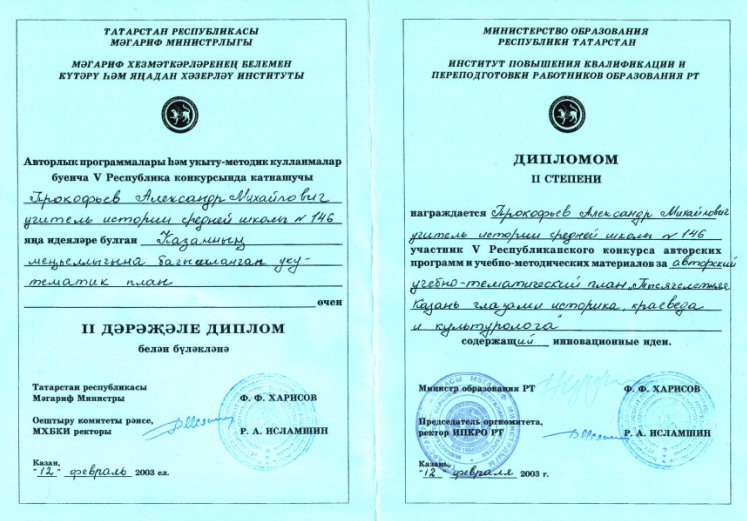 ТАТАРСТАН РЕСПУБЛИКАСЫ
МӘГАРИФ МИНИСТРЛЫГЫ
МӘГАРИФ ХЕЗМӘТКӘРЛӘРЕНЕҢ БЕЛЕМЕН
КҮТӘРҮ ҺӘМ ЯҢАДАН ХӘЗЕРЛӘҮ ИНСТИТУТЫ
Авторлык программалары һәм укыту-методик кулланмалар
буенча V Республика конкурсында катнашучы
Прокофьев Александр Михайлович
учитель истории средней школы № 146
яңа идеяләре булган Казанның
меңьеллыгына багышланган уку-
тематик план
өчен
II ДӘРӘҖӘЛЕ ДИПЛОМ
белән бүләкләнә
Татарстан республикасы
Мәгариф Министры Ф. Ф. ХАРИСОВ
Оештыру комитеты рәисе,
МХБКИ ректоры Р. А. ИСЛАМШИН
Казан,
"12" февраль 2003 ел.
МИНИСТЕРСТВО ОБРАЗОВАНИЯ
РЕСПУБЛИКИ ТАТАРСТАН
ИНСТИТУТ ПОВЫШЕНИЯ КВАЛИФИКАЦИИ И
ПЕРЕПОДГОТОВКИ РАБОТНИКОВ ОБРАЗОВАНИЯ РТ
ДИПЛОМОМ
II СТЕПЕНИ
награждается Прокофьев Александр Михайлович
учитель истории средней школы № 146
участник V Республиканского конкурса авторских
программ и учебно-методических материалов за авторский
учебно-тематический план „Тысячелетняя
Казань глазами историка, краеведа
и культуролога"
содержащий инновационные идеи.
Министр образования РТ Ф. Ф. ХАРИСОВ
Председатель оргкомитета,
ректор ИПКРО РТ Р. А. ИСЛАМШИН
Казань,
"12" февраля 2003 г.